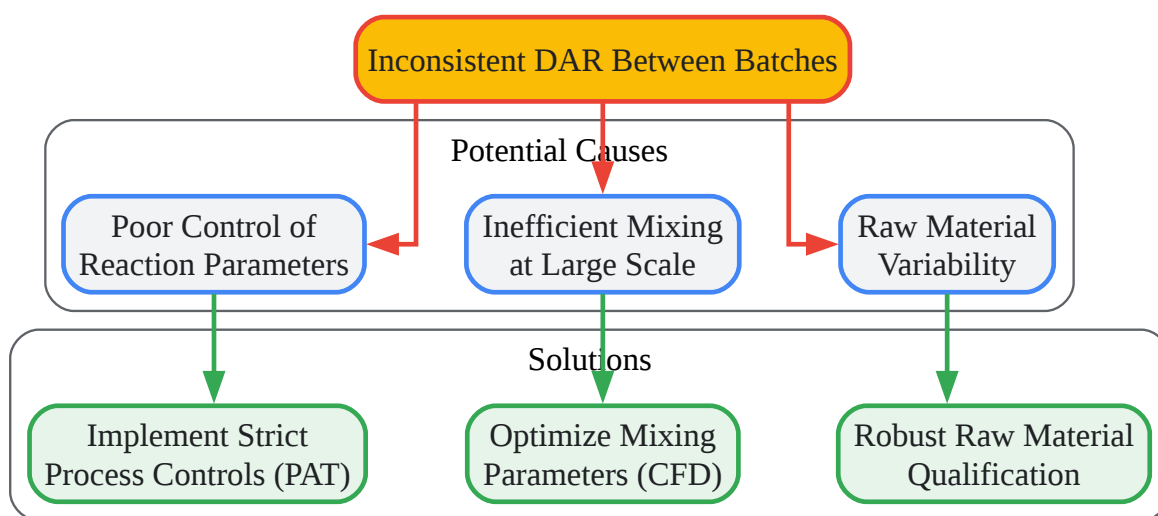 Inconsistent DAR Between Batches
Potential Causes
Poor Control of
Reaction Parameters
Inefficient Mixing
at Large Scale
Raw Material
Variability
Solutions
Implement Strict
Process Controls (PAT)
Optimize Mixing
Parameters (CFD)
Robust Raw Material
Qualification